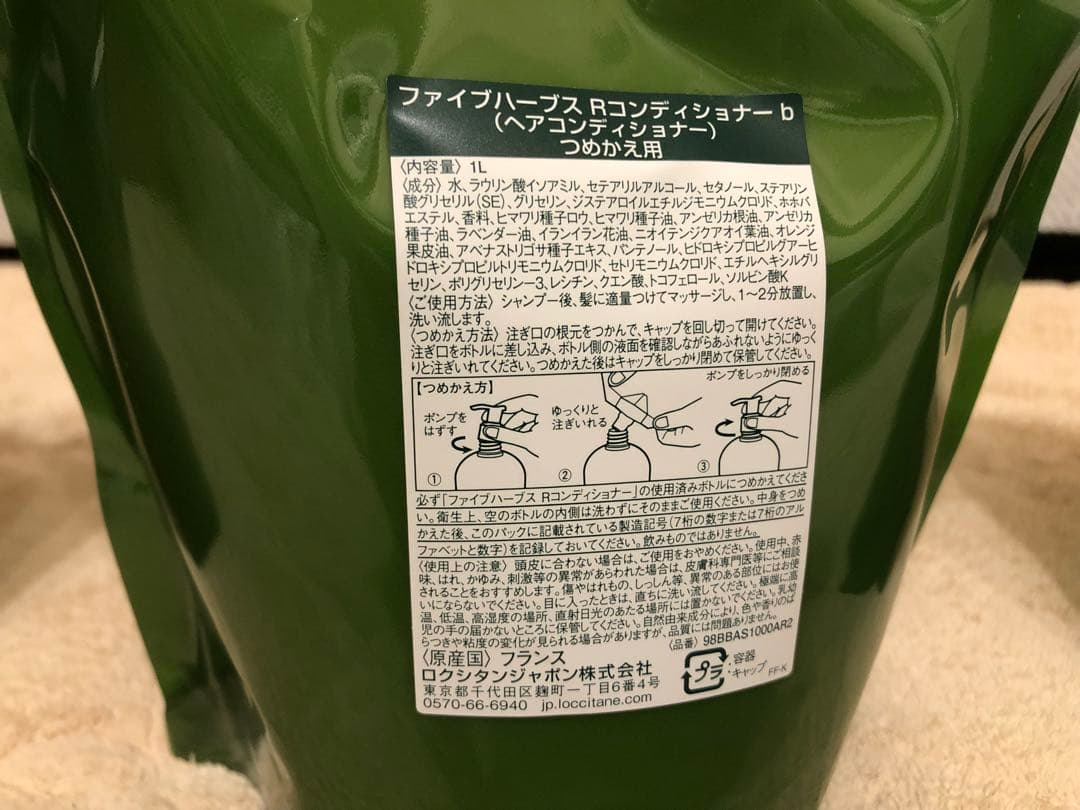 ファイブハーブス Rコンディショナー b
(ヘアコンディショナー)
つめかえ用
〈内容量〉 1L
〈成分〉 水、ラウリン酸イソアミル、セテアリルアルコール、セタノール、ステアリン
酸グリセリル(SE)、グリセリン、ジステアロイルエチルジモニウムクロリド、ホホバ
エステル、香料、ヒマワリ種子ロウ、ヒマワリ種子油、アンゼリカ根油、アンゼリカ
種子油、ラベンダー油、イランイラン花油、ニオイテンジクアオイ葉油、オレンジ
果皮油、アベナストリゴサ種子エキス、パンテノール、ヒドロキシプロピルグアーヒ
ドロキシプロピルトリモニウムクロリド、セトリモニウムクロリド、エチルヘキシルグリ
セリン、ポリグリセリン-3、レシチン、クエン酸、トコフェロール、ソルビン酸K
〈ご使用方法〉 シャンプー後、髪に適量つけてマッサージし、1〜2分放置し、
洗い流します。
〈つめかえ方法〉 注ぎ口の根元をつかんで、キャップを回し切って開けてください。
注ぎ口をボトルに差し込み、ボトル側の液面を確認しながらあふれないようにゆっく
りと注ぎいれてください。つめかえた後はキャップをしっかり閉めて保管してください。
【つめかえ方】
ポンプを
はずす
①
ゆっくりと
注ぎいれる
②
ポンプをしっかり閉める
③
必ず「ファイブハーブス Rコンディショナー」の使用済みボトルにつめかえてくださ
い。衛生上、空のボトルの内側は洗わずにそのままご使用ください。中身をつめ
かえた後、このパックに記載されている製造記号(7桁の数字または7桁のアル
ファベットと数字)を記録しておいてください。飲みものではありません。
〈使用上の注意〉 頭皮に合わない場合は、ご使用をおやめください。使用中、赤
味、はれ、かゆみ、刺激等の異常があらわれた場合は、皮膚科専門医等にご相談
されることをおすすめします。傷やはれもの、しっしん等、異常のある部位にはお使
いにならないでください。目に入ったときは、直ちに洗い流してください。極端に高
温、低温、高湿度の場所、直射日光のあたる場所には置かないでください。乳幼
児の手の届かないところに保管してください。自然由来成分により、色や香りのば
らつきや粘度の変化が見られる場合がありますが、品質には問題ありません。
〈品番〉 98BBAS1000AR2
〈原産国〉 フランス
ロクシタンジャポン株式会社
東京都千代田区麹町一丁目6番4号
0570-66-6940 jp.loccitane.com
プラ
容器
キャップ
FF-K